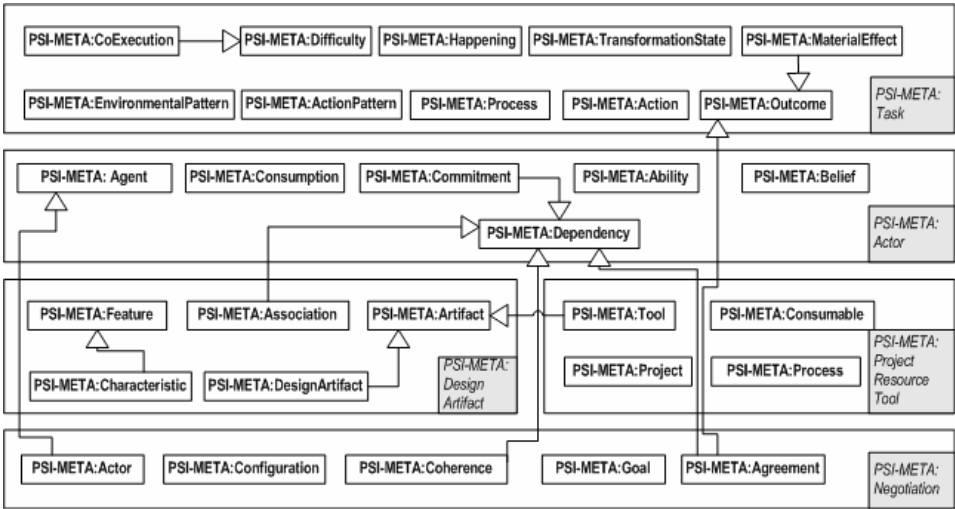 PSI-META:CoExecution
PSI-META:Difficulty
PSI-META:Happening
PSI-META:TransformationState
PSI-META:MaterialEffect
PSI-META:EnvironmentalPattern
PSI-META:ActionPattern
PSI-META:Process
PSI-META:Action
PSI-META:Outcome
PSI-META:
Task
PSI-META: Agent
PSI-META:Consumption
PSI-META:Commitment
PSI-META:Ability
PSI-META:Belief
PSI-META:Dependency
PSI-META:
Actor
PSI-META:Feature
PSI-META:Association
PSI-META:Artifact
PSI-META:Characteristic
PSI-META:DesignArtifact
PSI-META:
Design
Artifact
PSI-META:Tool
PSI-META:Consumable
PSI-META:Project
PSI-META:Process
PSI-META:
Project
Resource
Tool
PSI-META:Actor
PSI-META:Configuration
PSI-META:Coherence
PSI-META:Goal
PSI-META:Agreement
PSI-META:
Negotiation